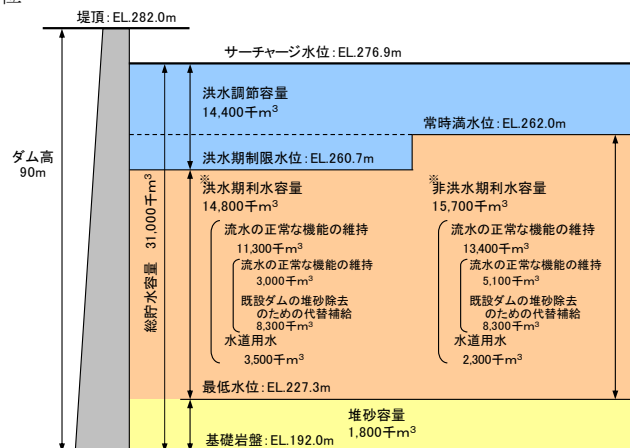 堤頂:EL.282.0m
サーチャージ水位:EL.276.9m
洪水調節容量
14,400千m³
常時満水位:EL.262.0m
ダム高
90m
洪水期制限水位:EL.260.7m
総貯水容量 31,000千m³
※
洪水期利水容量
14,800千m³
流水の正常な機能の維持
11,300千m³
流水の正常な機能の維持
3,000千m³
既設ダムの堆砂除去
のための代替補給
8,300千m³
水道用水
3,500千m³
※
非洪水期利水容量
15,700千m³
流水の正常な機能の維持
13,400千m³
流水の正常な機能の維持
5,100千m³
既設ダムの堆砂除去
のための代替補給
8,300千m³
水道用水
2,300千m³
最低水位:EL.227.3m
堆砂容量
1,800千m³
基礎岩盤:EL.192.0m